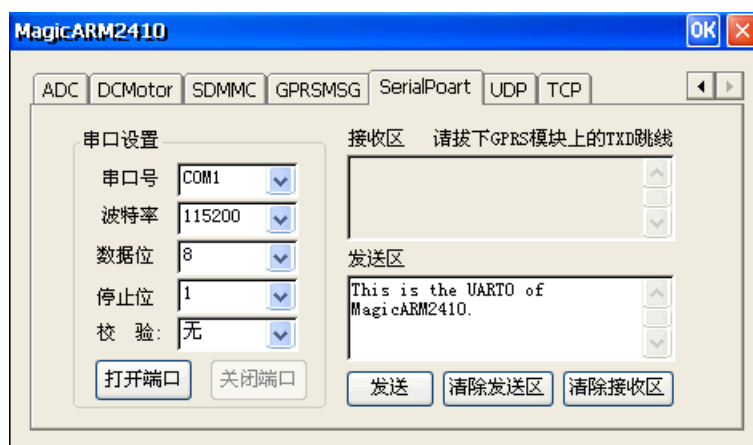 MagicARM2410
OK
ADC DCMotor SDMMC GPRSMSG SerialPoart UDP TCP
串口设置
串口号 COM1
波特率 115200
数据位 8
停止位 1
校 验: 无
打开端口 关闭端口
接收区 请拔下GPRS模块上的TXD跳线
发送区
This is the UART0 of
MagicARM2410.
发送 清除发送区 清除接收区